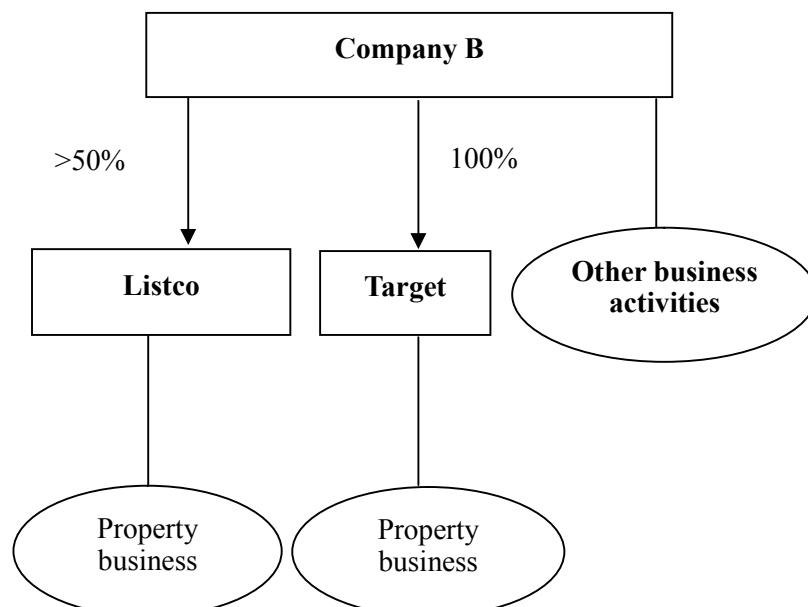 Company B
>50%
100%
Listco
Target
Other business
activities
Property
business
Property
business